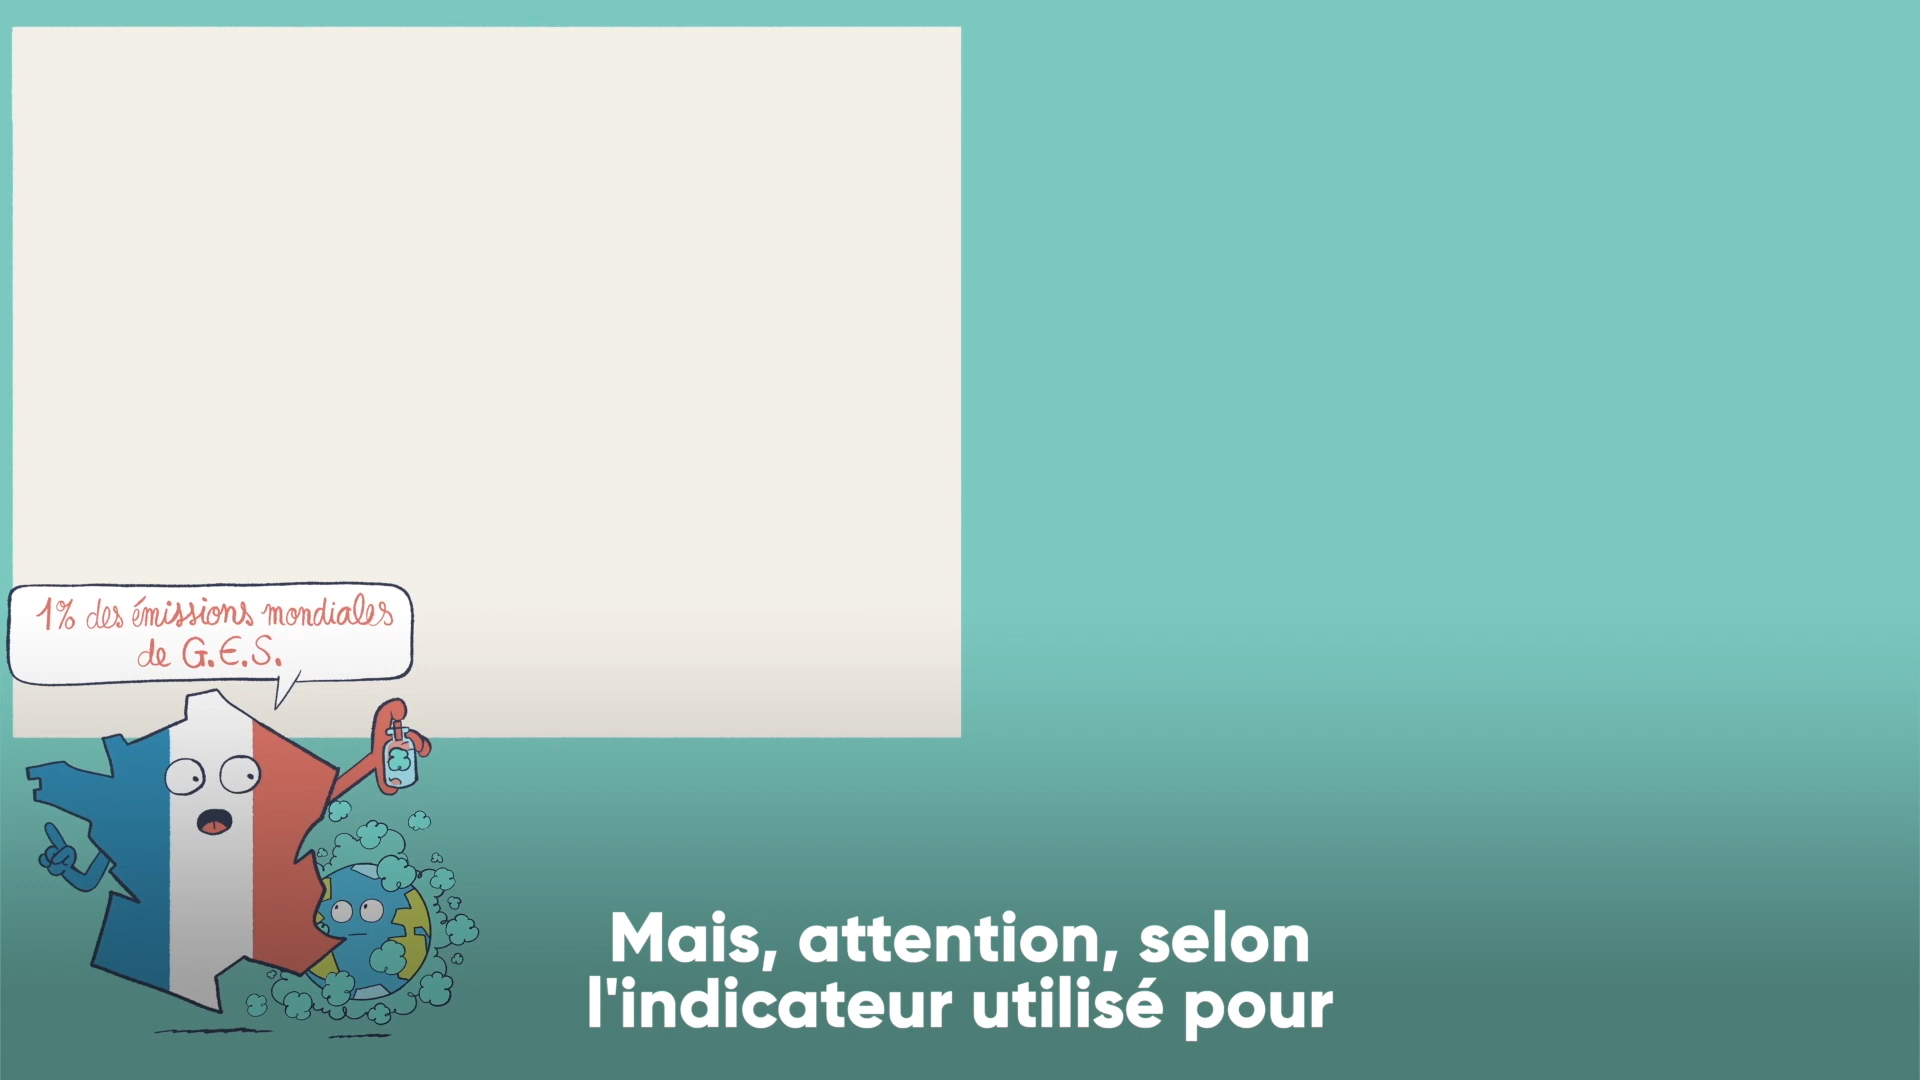 1% des émissions mondiales
de G.E.S.
Mais, attention, selon
l'indicateur utilisé pour